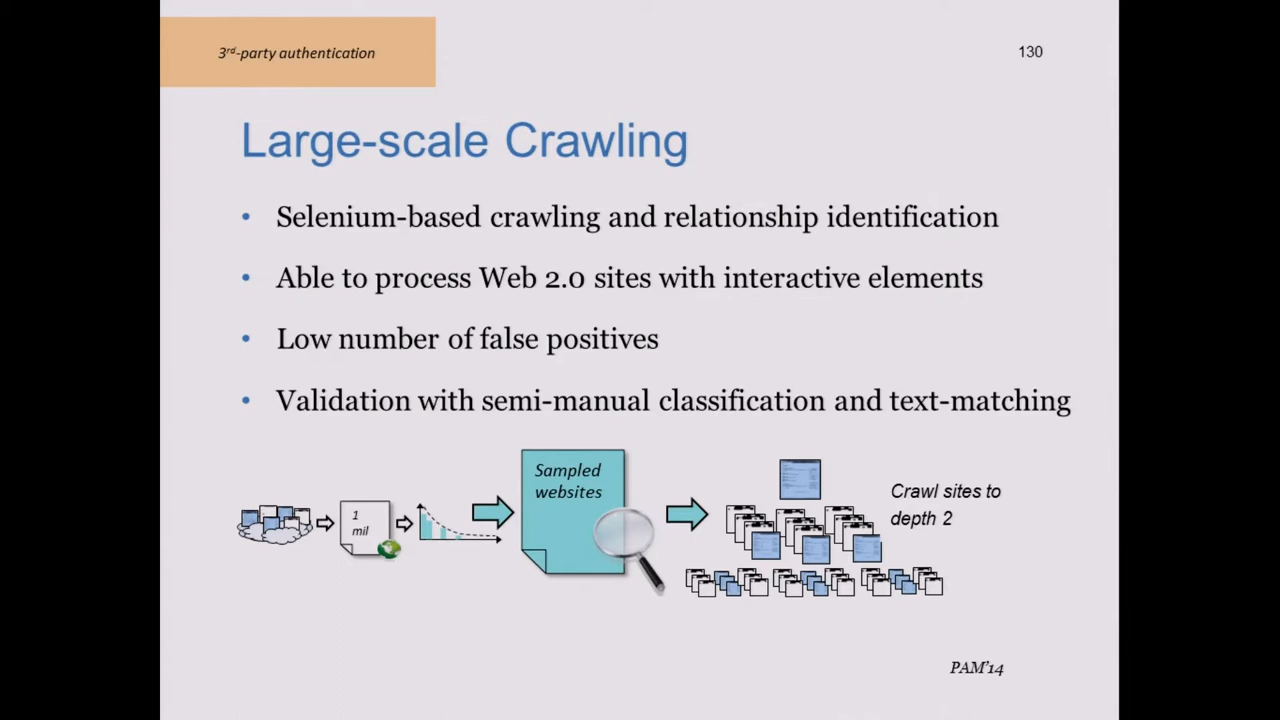 3rd-party authentication
130
Large-scale Crawling
• Selenium-based crawling and relationship identification
• Able to process Web 2.0 sites with interactive elements
• Low number of false positives
• Validation with semi-manual classification and text-matching
Sampled
websites
1
mil
Crawl sites to
depth 2
PAM'14